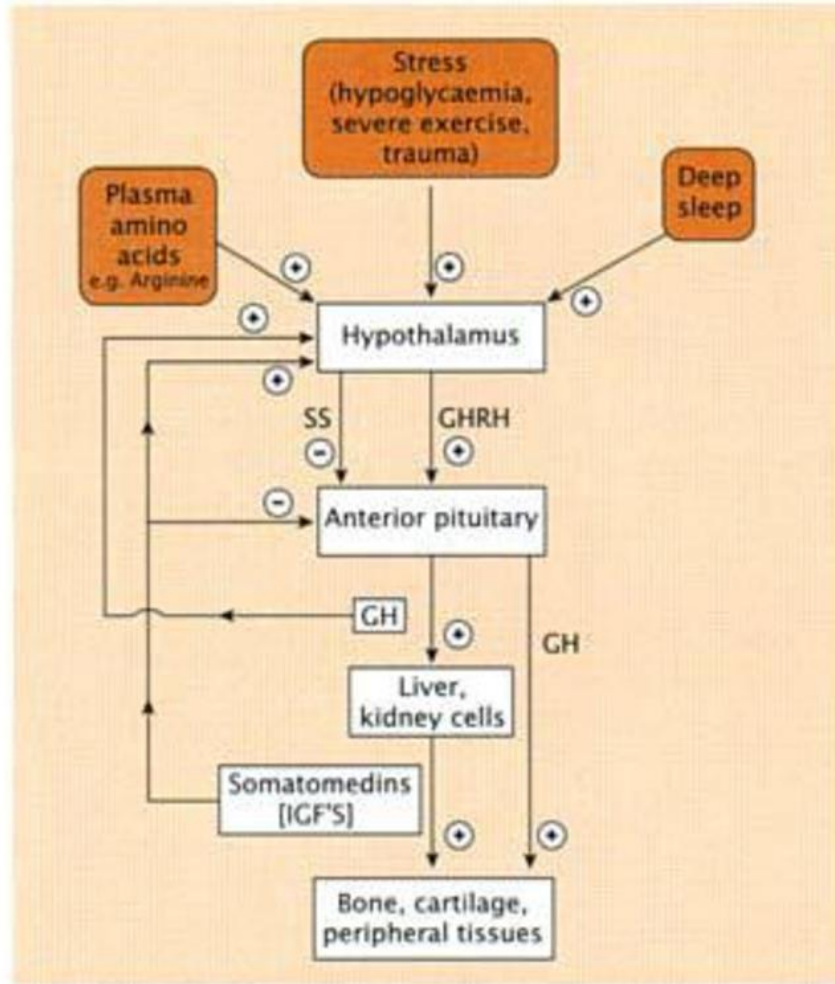 Stress
(hypoglycaemia,
severe exercise,
trauma)
Plasma
amino
acids
e.g. Arginine
Deep
sleep
+
+
+
+
Hypothalamus
+
SS
GHRH
−
+
−
Anterior pituitary
GH
+
GH
Liver,
kidney cells
Somatomedins
[IGF'S]
+
+
Bone, cartilage,
peripheral tissues